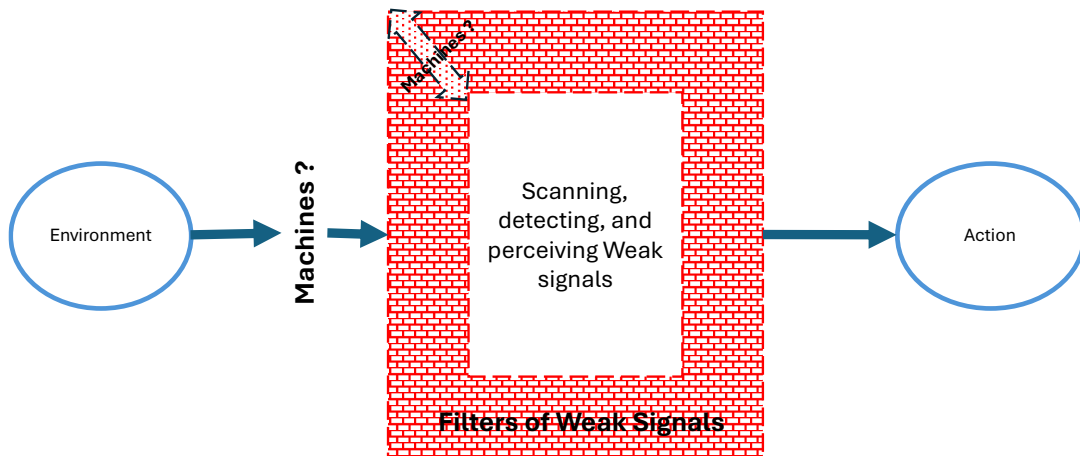 Machines ?
Environment
Machines ?
Scanning,
detecting, and
perceiving Weak
signals
Action
Filters of Weak Signals